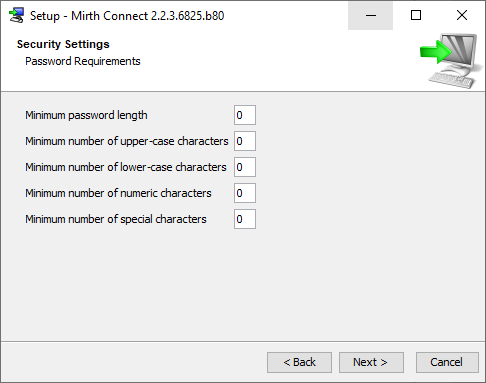 Setup - Mirth Connect 2.2.3.6825.b80
Security Settings
Password Requirements
Minimum password length 0
Minimum number of upper-case characters 0
Minimum number of lower-case characters 0
Minimum number of numeric characters 0
Minimum number of special characters 0
< Back Next > Cancel